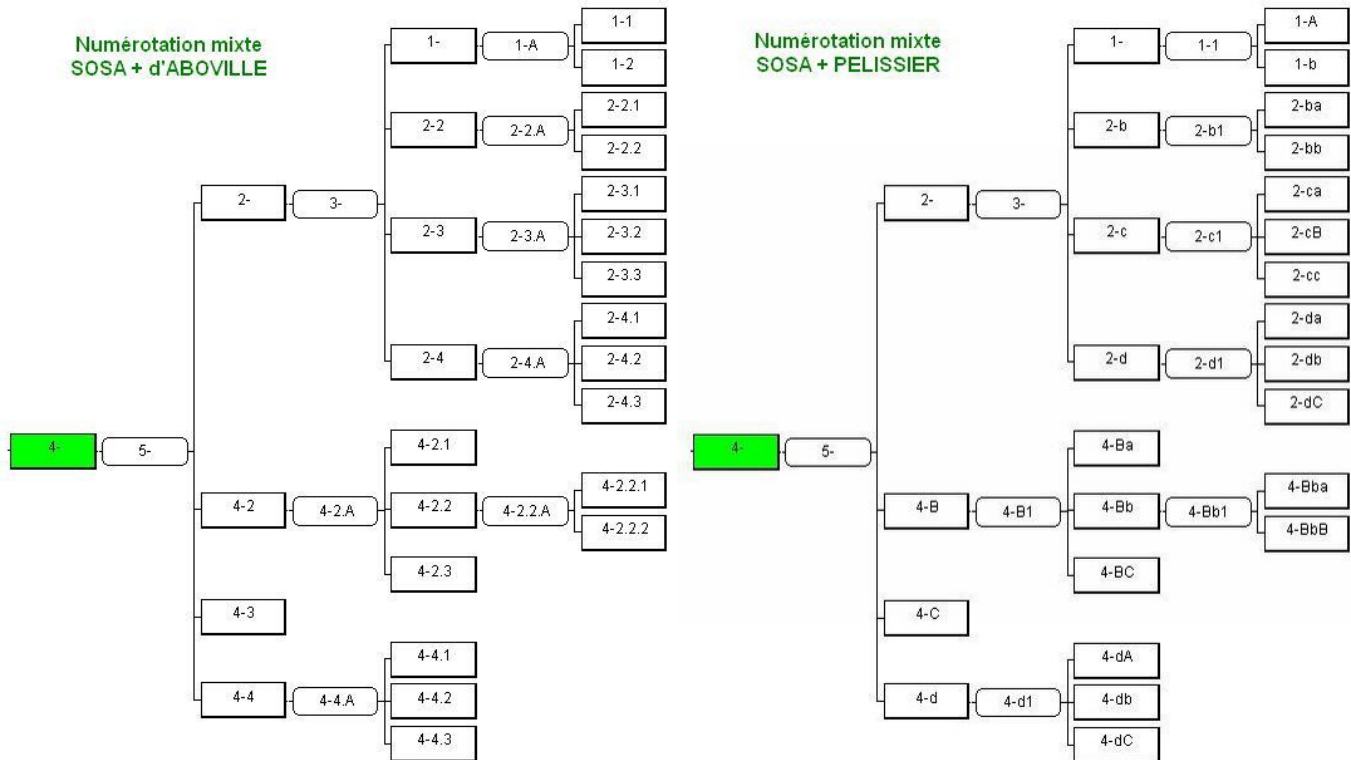 Numérotation mixte
SOSA + d'ABOVILLE
1-
1-A
1-1
1-2
2-2
2-2.A
2-2.1
2-2.2
2-
3-
2-3
2-3.A
2-3.1
2-3.2
2-3.3
2-4
2-4.A
2-4.1
2-4.2
2-4.3
4-
5-
4-2
4-2.A
4-2.1
4-2.2
4-2.2.A
4-2.2.1
4-2.2.2
4-2.3
4-3
4-4
4-4.A
4-4.1
4-4.2
4-4.3
Numérotation mixte
SOSA + PELISSIER
1-
1-1
1-A
1-b
2-b
2-b1
2-ba
2-bb
2-
3-
2-c
2-c1
2-ca
2-cB
2-cc
2-d
2-d1
2-da
2-db
2-dC
4-
5-
4-B
4-B1
4-Ba
4-Bb
4-Bb1
4-Bba
4-BbB
4-BC
4-C
4-d
4-d1
4-dA
4-db
4-dC